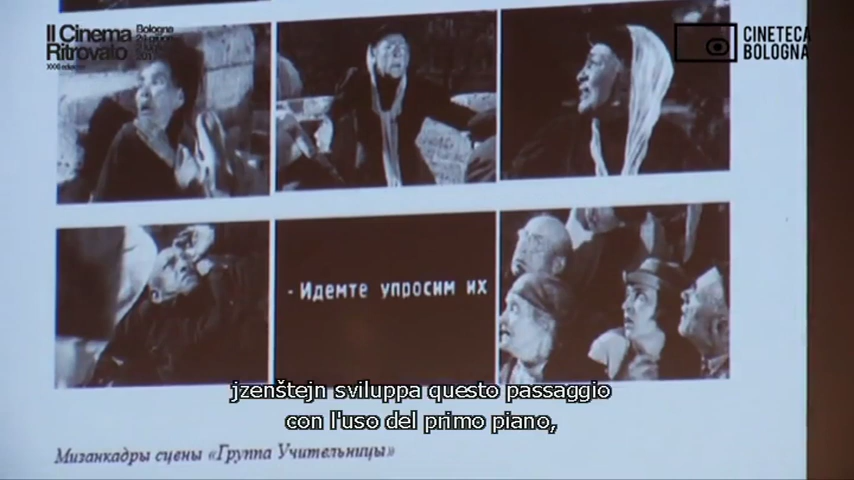 Il Cinema
Ritrovato
Bologna
CINETECA
BOLOGNA
- Идемте упросим их
jzenštejn sviluppa questo passaggio
con l'uso del primo piano,
Мизанкадры сцены «Группа Учительницы»